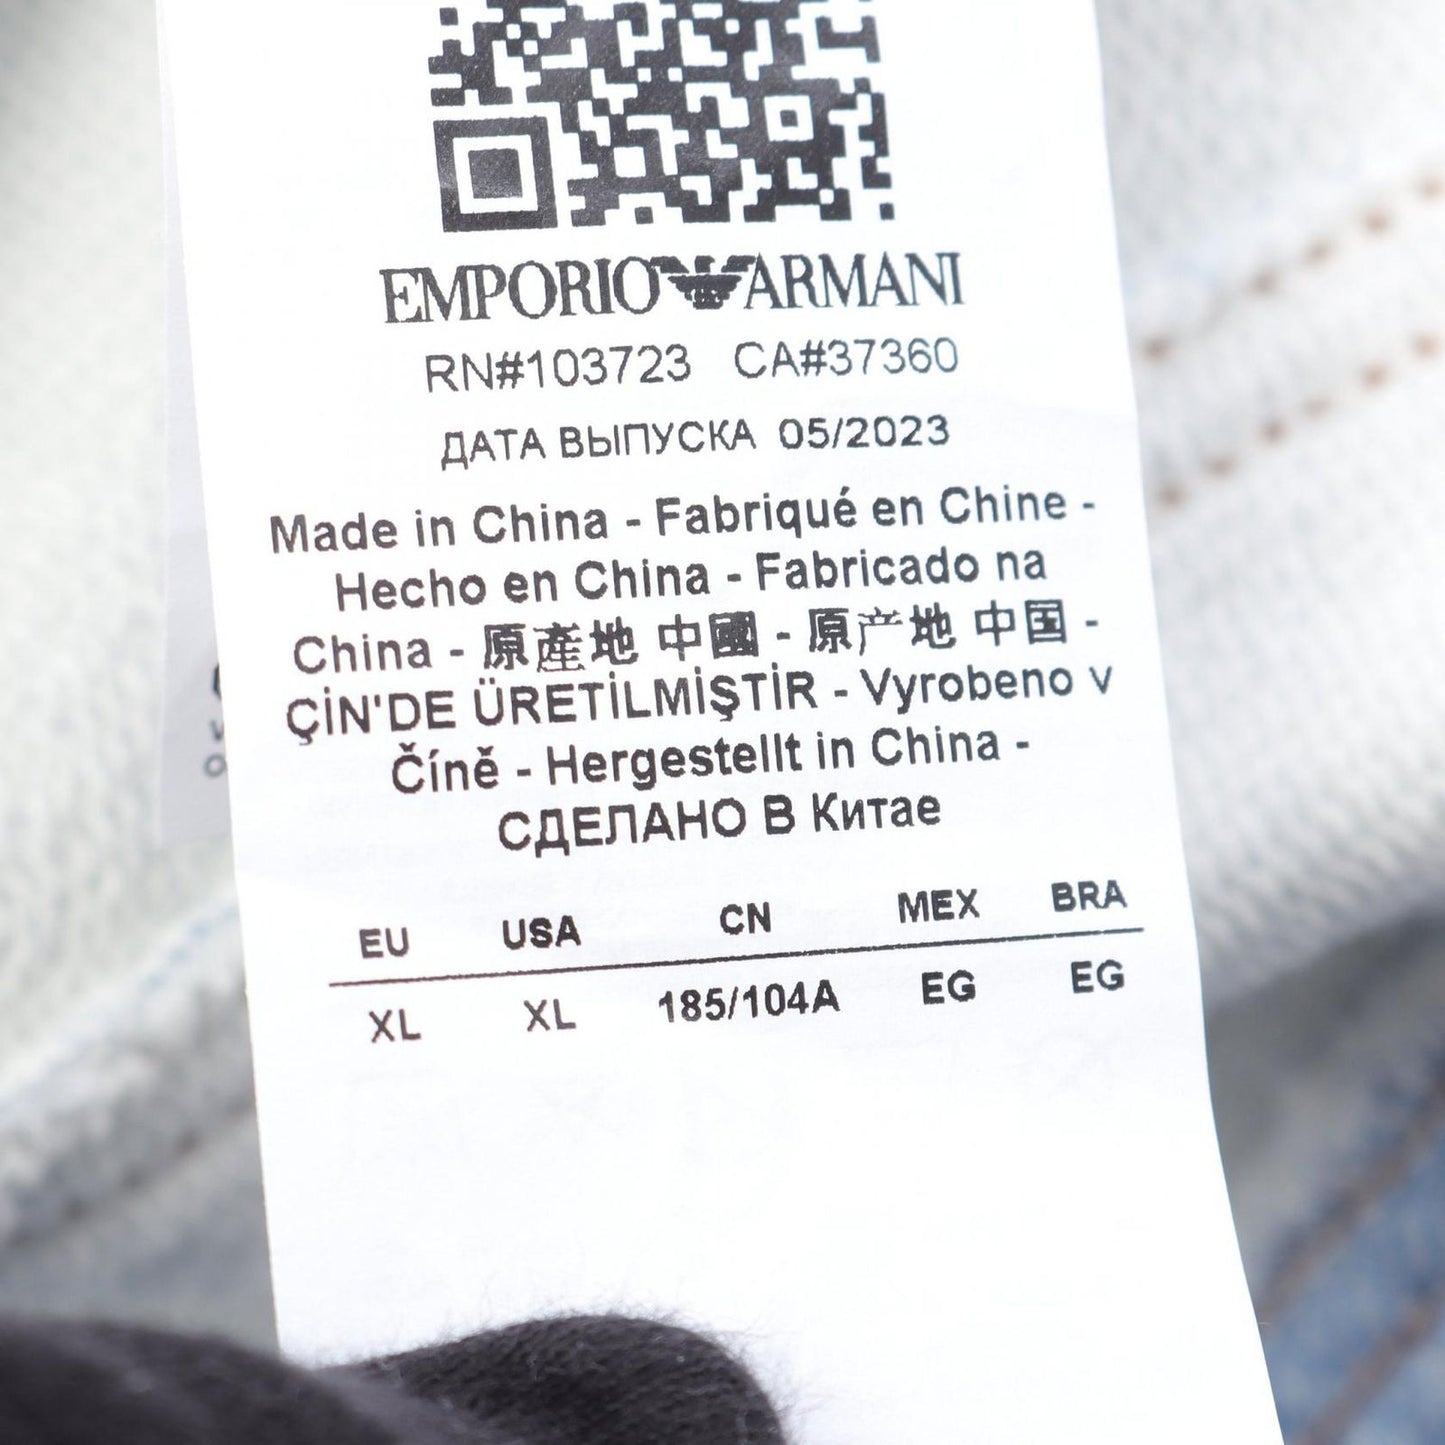 EMPORIO ARMANI
RN#103723 CA#37360
ДАТА ВЫПУСКА 05/2023
Made in China - Fabriqué en Chine -
Hecho en China - Fabricado na
China - 原產地 中國 - 原产地 中国 -
ÇİN'DE ÜRETİLMİŞTİR - Vyrobeno v
Číně - Hergestellt in China -
СДЕЛАНО В Китае
EU USA CN MEX BRA
XL XL 185/104A EG EG